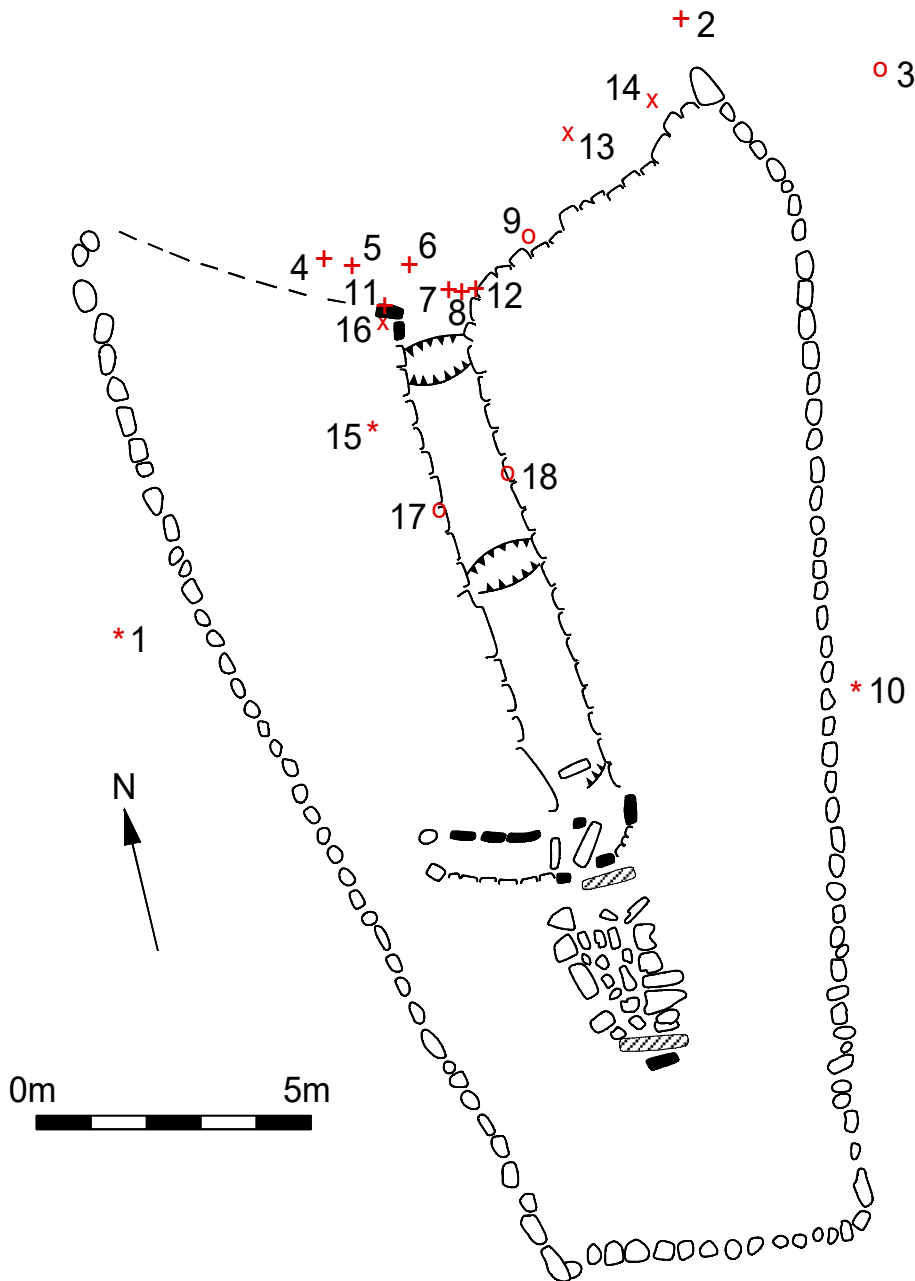 + 2
o 3
14 x
x 13
9 o
4 +
+ 5
+ 6
7 +
+ 8
+ 12
11 +
16 x
15 *
o 18
17 o
* 1
* 10
N
0m 5m